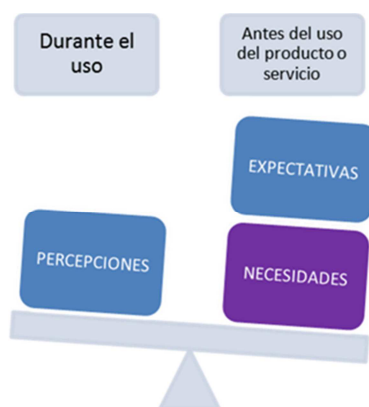 Durante el
uso
Antes del uso
del producto o
servicio
EXPECTATIVAS
PERCEPCIONES
NECESIDADES